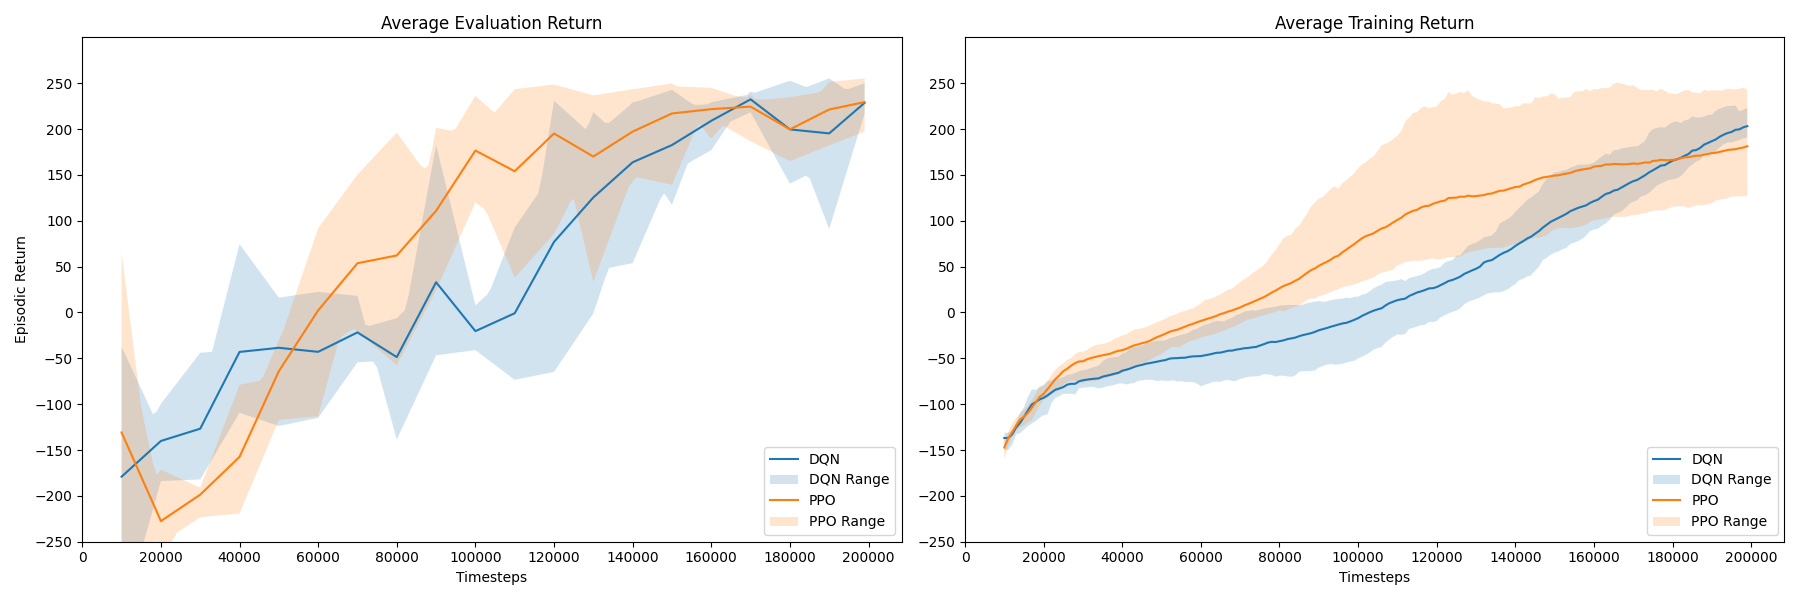 Average Evaluation Return
Episodic Return
250
200
150
100
50
0
−50
−100
−150
−200
−250
0 20000 40000 60000 80000 100000 120000 140000 160000 180000 200000
Timesteps
DQN
DQN Range
PPO
PPO Range
Average Training Return
250
200
150
100
50
0
−50
−100
−150
−200
−250
0 20000 40000 60000 80000 100000 120000 140000 160000 180000 200000
Timesteps
DQN
DQN Range
PPO
PPO Range